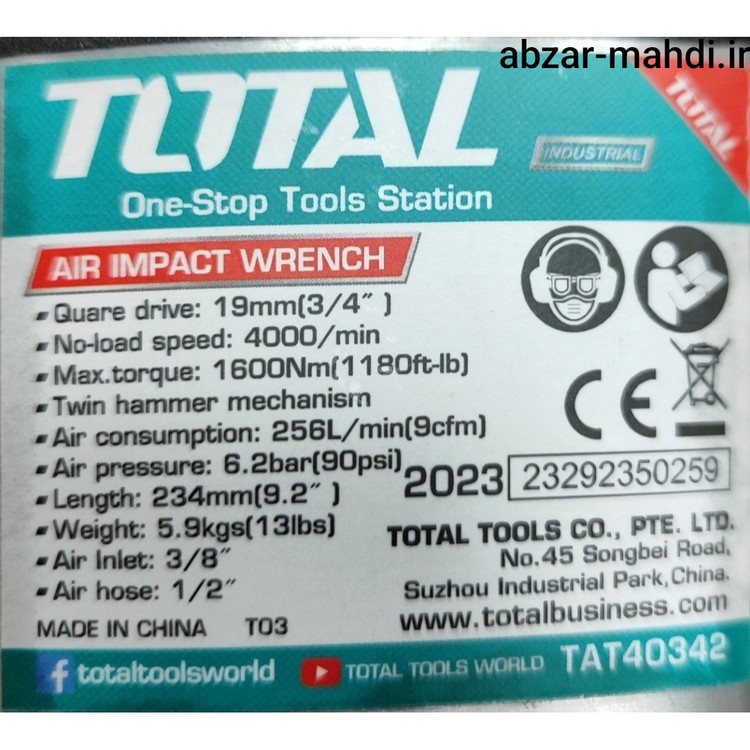 abzar-mahdi.ir
TOTAL
TOTAL
INDUSTRIAL
One-Stop Tools Station
AIR IMPACT WRENCH
Quare drive: 19mm(3/4″ )
No-load speed: 4000/min
Max.torque: 1600Nm(1180ft-lb)
Twin hammer mechanism
Air consumption: 256L/min(9cfm)
Air pressure: 6.2bar(90psi)
Length: 234mm(9.2″ )
Weight: 5.9kgs(13lbs)
Air Inlet: 3/8″
Air hose: 1/2″
MADE IN CHINA T03
CE
2023 23292350259
TOTAL TOOLS CO., PTE. LTD.
No.45 Songbei Road,
Suzhou Industrial Park,China.
www.totalbusiness.com
TAT40342
f totaltoolsworld
TOTAL TOOLS WORLD